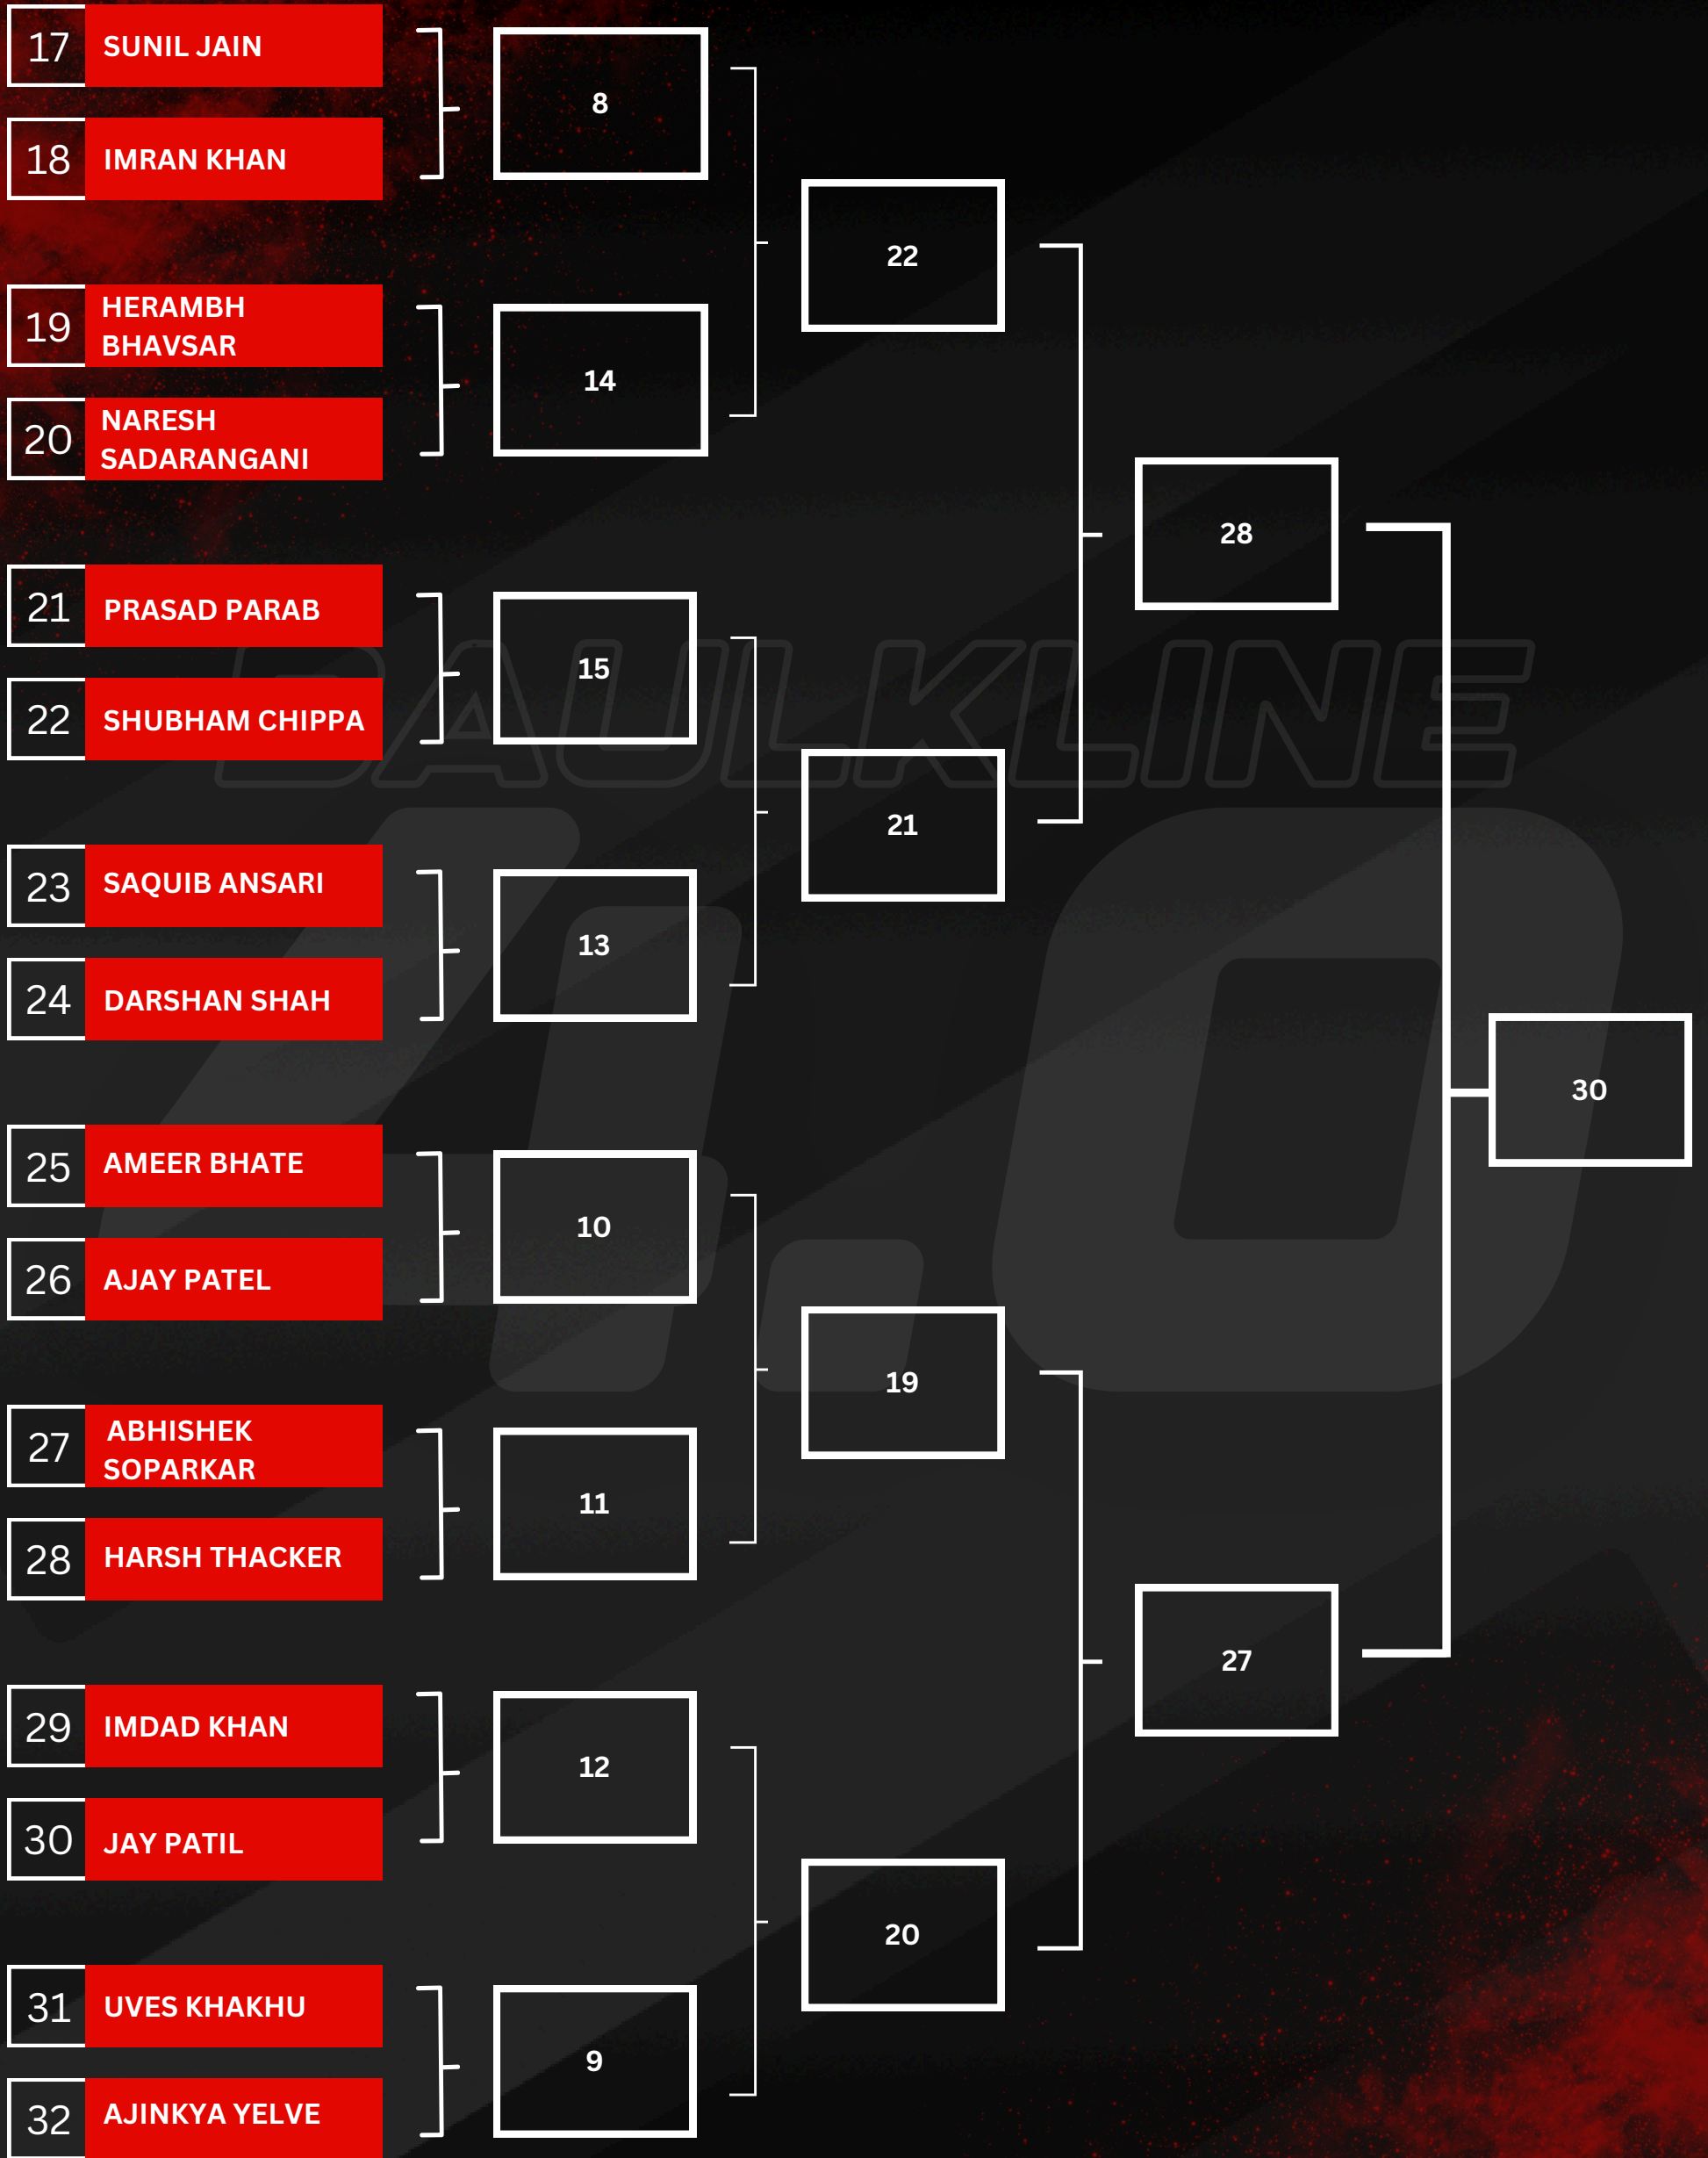 17
SUNIL JAIN
18
IMRAN KHAN
8
19
HERAMBH
BHAVSAR
20
NARESH
SADARANGANI
14
22
21
PRASAD PARAB
22
SHUBHAM CHIPPA
15
23
SAQUIB ANSARI
24
DARSHAN SHAH
13
21
28
25
AMEER BHATE
26
AJAY PATEL
10
27
ABHISHEK
SOPARKAR
28
HARSH THACKER
11
19
29
IMDAD KHAN
30
JAY PATIL
12
31
UVES KHAKHU
32
AJINKYA YELVE
9
20
27
30
BAULKLINE
4.0